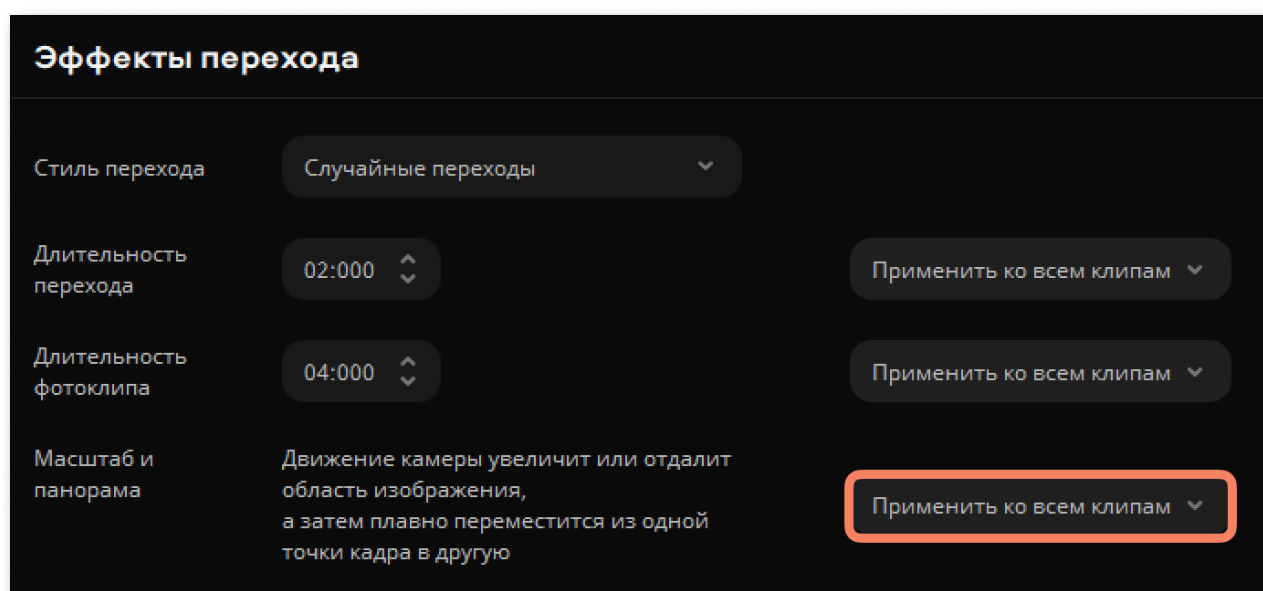 Эффекты перехода
Стиль перехода
Случайные переходы
Длительность
перехода
02:000
Применить ко всем клипам
Длительность
фотоклипа
04:000
Применить ко всем клипам
Масштаб и
панорама
Движение камеры увеличит или отдалит
область изображения,
а затем плавно переместится из одной
точки кадра в другую
Применить ко всем клипам